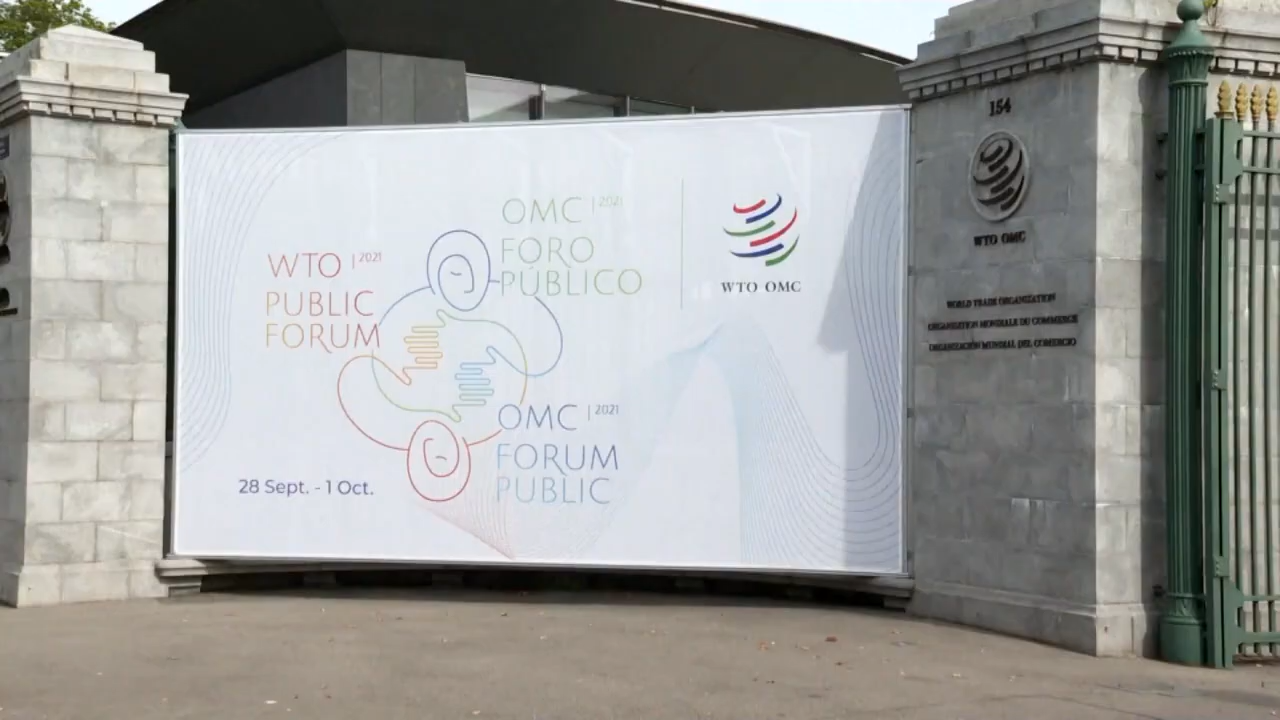 WTO | 2021
PUBLIC
FORUM
OMC | 2021
FORO
PÚBLICO
OMC | 2021
FORUM
PUBLIC
28 Sept. - 1 Oct.
WTO OMC
154
WTO OMC
WORLD TRADE ORGANIZATION
ORGANISATION MONDIALE DU COMMERCE
ORGANIZACIÓN MUNDIAL DEL COMERCIO